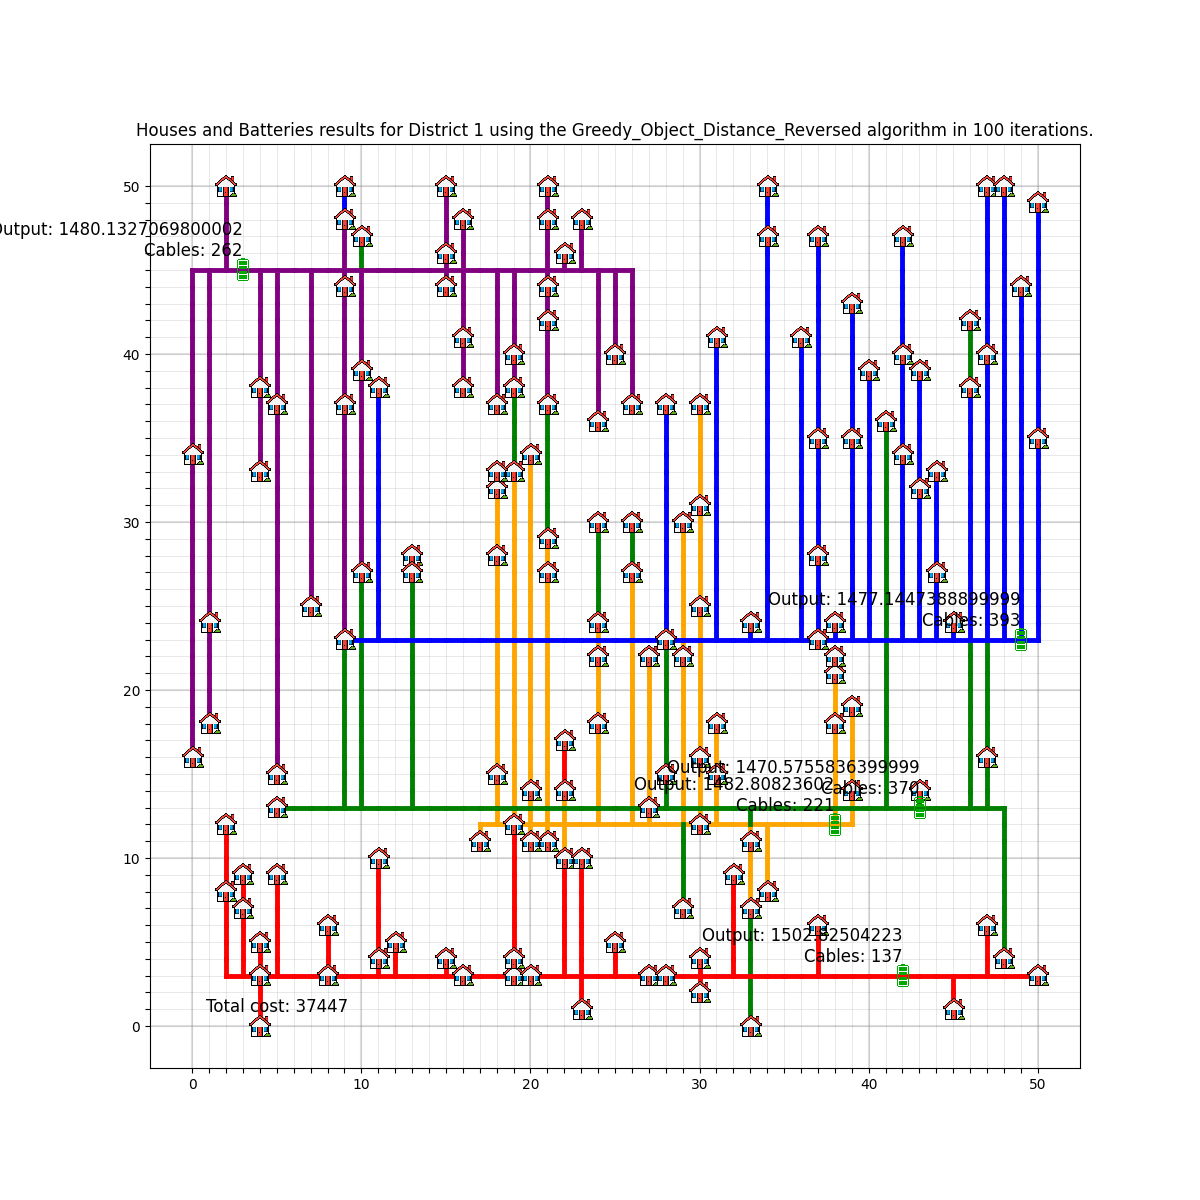 Houses and Batteries results for District 1 using the Greedy_Object_Distance_Reversed algorithm in 100 iterations.
50
Output: 1480.1327069800002
Cables: 262
40
30
Output: 1477.1447388899999
Cables: 393
20
Output: 1470.5755836399999
Cables: 370
Output: 1482.80823602
Cables: 221
10
Output: 1502.52504223
Cables: 137
Total cost: 37447
0
0 10 20 30 40 50